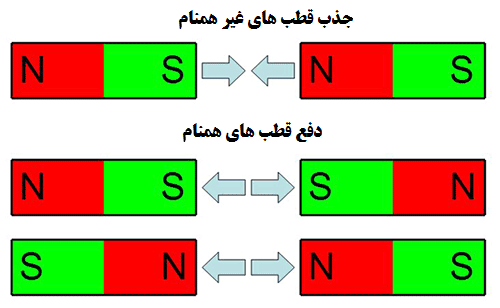 جذب قطب های غیر همنام
N S N S
دفع قطب های همنام
N S S N
S N N S